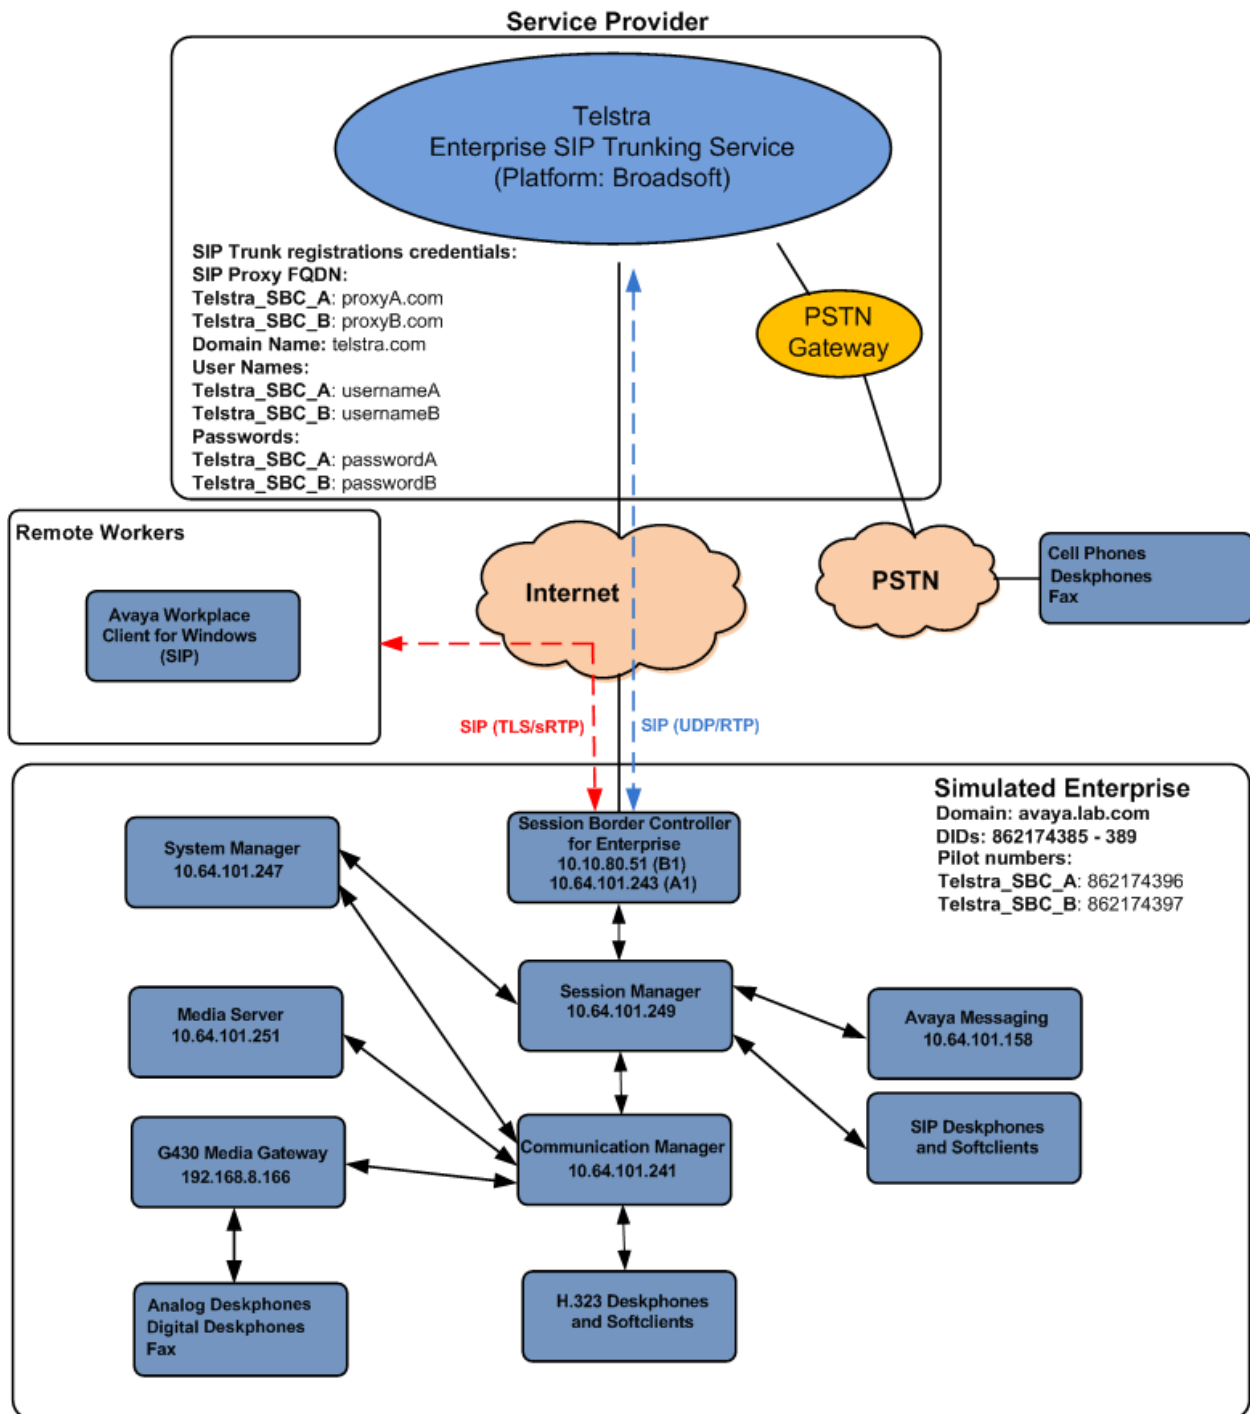 Service Provider
Telstra
Enterprise SIP Trunking Service
(Platform: Broadsoft)
SIP Trunk registrations credentials:
SIP Proxy FQDN:
Telstra_SBC_A: proxyA.com
Telstra_SBC_B: proxyB.com
Domain Name: telstra.com
User Names:
Telstra_SBC_A: usernameA
Telstra_SBC_B: usernameB
Passwords:
Telstra_SBC_A: passwordA
Telstra_SBC_B: passwordB
PSTN
Gateway
Remote Workers
Avaya Workplace
Client for Windows
(SIP)
Internet
PSTN
Cell Phones
Deskphones
Fax
SIP (TLS/sRTP)
SIP (UDP/RTP)
Simulated Enterprise
Domain: avaya.lab.com
DIDs: 862174385 - 389
Pilot numbers:
Telstra_SBC_A: 862174396
Telstra_SBC_B: 862174397
Session Border Controller
for Enterprise
10.10.80.51 (B1)
10.64.101.243 (A1)
System Manager
10.64.101.247
Session Manager
10.64.101.249
Media Server
10.64.101.251
Avaya Messaging
10.64.101.158
SIP Deskphones
and Softclients
G430 Media Gateway
192.168.8.166
Communication Manager
10.64.101.241
Analog Deskphones
Digital Deskphones
Fax
H.323 Deskphones
and Softclients